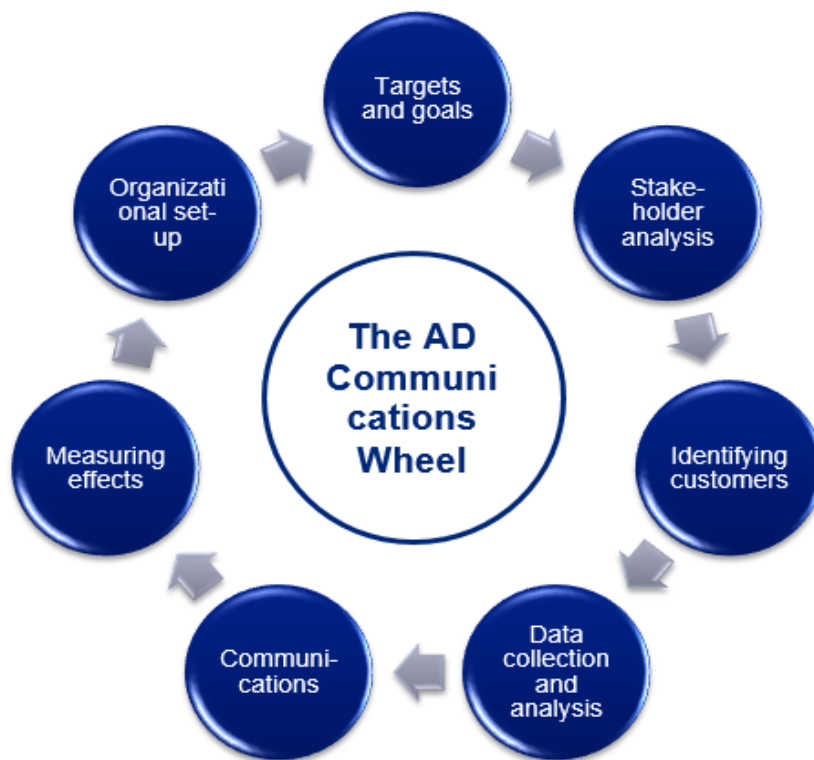 Targets
and goals
Stake-
holder
analysis
Identifying
customers
Data
collection
and
analysis
Communi-
cations
Measuring
effects
Organizati
onal set-
up
The AD
Communi
cations
Wheel